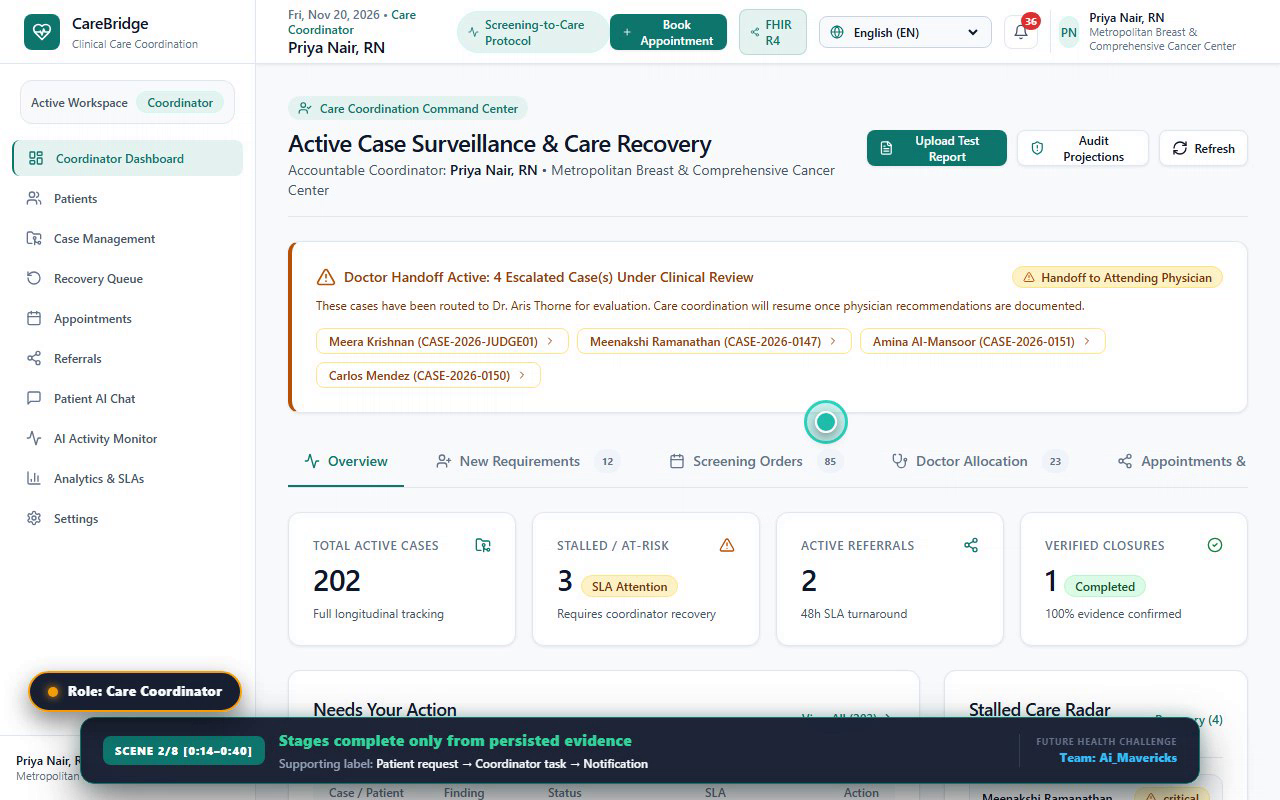 CareBridge
Clinical Care Coordination
Fri, Nov 20, 2026 • Care
Coordinator
Priya Nair, RN
Screening-to-Care
Protocol
Book
Appointment
FHIR
R4
English (EN)
36
PN
Priya Nair, RN
Metropolitan Breast &
Comprehensive Cancer Center
Active Workspace
Coordinator
Coordinator Dashboard
Patients
Case Management
Recovery Queue
Appointments
Referrals
Patient AI Chat
AI Activity Monitor
Analytics & SLAs
Settings
Care Coordination Command Center
Active Case Surveillance & Care Recovery
Accountable Coordinator: Priya Nair, RN • Metropolitan Breast & Comprehensive Cancer
Center
Upload Test
Report
Audit
Projections
Refresh
Doctor Handoff Active: 4 Escalated Case(s) Under Clinical Review
Handoff to Attending Physician
These cases have been routed to Dr. Aris Thorne for evaluation. Care coordination will resume once physician recommendations are documented.
Meera Krishnan (CASE-2026-JUDGE01)
Meenakshi Ramanathan (CASE-2026-0147)
Amina Al-Mansoor (CASE-2026-0151)
Carlos Mendez (CASE-2026-0150)
Overview
New Requirements 12
Screening Orders 85
Doctor Allocation 23
Appointments &
TOTAL ACTIVE CASES
202
Full longitudinal tracking
STALLED / AT-RISK
3 SLA Attention
Requires coordinator recovery
ACTIVE REFERRALS
2
48h SLA turnaround
VERIFIED CLOSURES
1 Completed
100% evidence confirmed
Needs Your Action
Stalled Care Radar
(4)
Role: Care Coordinator
Priya Nair,
Metropolitan
SCENE 2/8 [0:14–0:40]
Stages complete only from persisted evidence
Supporting label: Patient request → Coordinator task → Notification
FUTURE HEALTH CHALLENGE
Team: Ai_Mavericks
Case / Patient
Finding
Status
SLA
Action
Meenakshi Ramanathan
critical